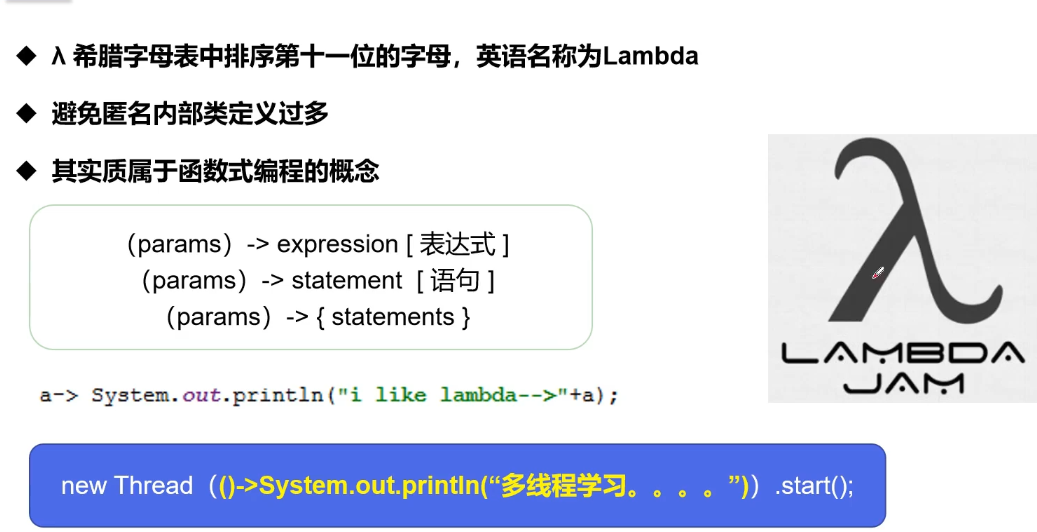 ◆ λ 希腊字母表中排序第十一位的字母，英语名称为Lambda
◆ 避免匿名内部类定义过多
◆ 其实质属于函数式编程的概念
（params）-> expression [ 表达式 ]
（params）-> statement [ 语句 ]
（params）-> { statements }
a-> System.out.println("i like lambda-->"+a);
new Thread（()->System.out.println(“多线程学习。。。。”)）.start();
λ
LAMBDA
JAM